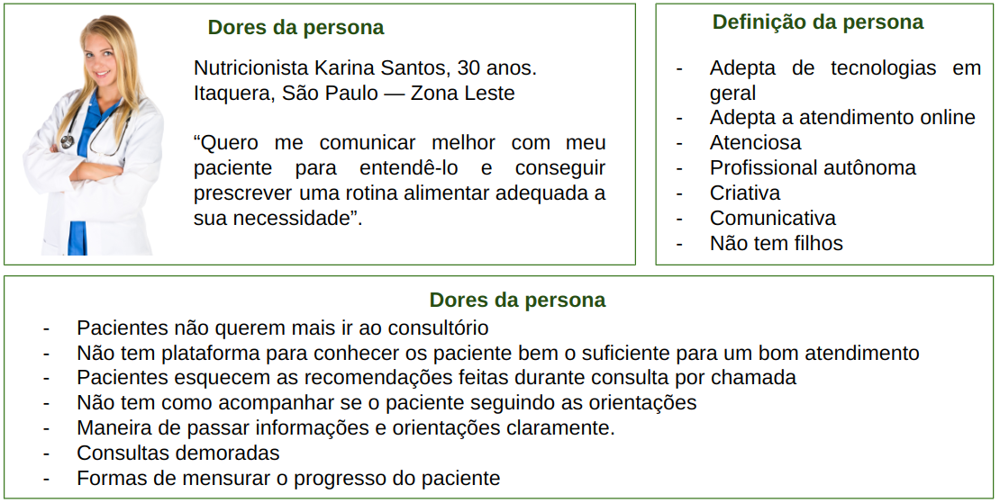 Dores da persona
Nutricionista Karina Santos, 30 anos.
Itaquera, São Paulo — Zona Leste
“Quero me comunicar melhor com meu
paciente para entendê-lo e conseguir
prescrever uma rotina alimentar adequada a
sua necessidade”.
Definição da persona
- Adepta de tecnologias em
geral
- Adepta a atendimento online
- Atenciosa
- Profissional autônoma
- Criativa
- Comunicativa
- Não tem filhos
Dores da persona
- Pacientes não querem mais ir ao consultório
- Não tem plataforma para conhecer os paciente bem o suficiente para um bom atendimento
- Pacientes esquecem as recomendações feitas durante consulta por chamada
- Não tem como acompanhar se o paciente seguindo as orientações
- Maneira de passar informações e orientações claramente.
- Consultas demoradas
- Formas de mensurar o progresso do paciente